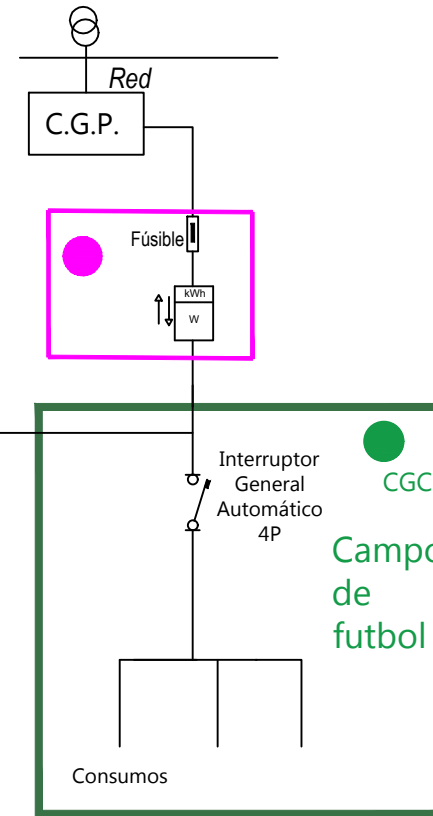 Red
C.G.P.
Fúsible
kWh
W
Interruptor
General
Automático
4P
CGC
Campo
de
futbol
Consumos